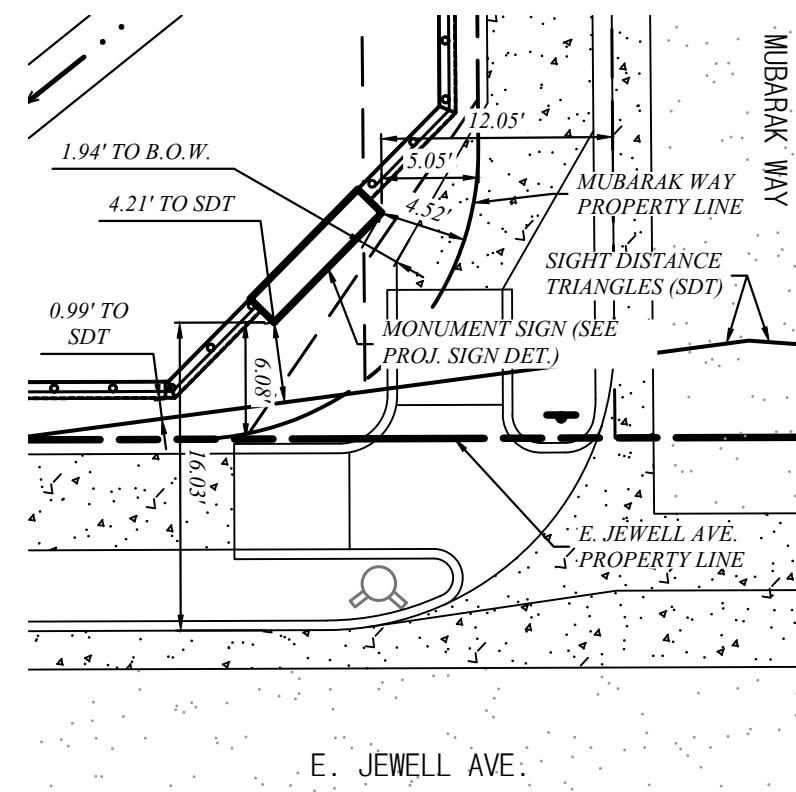 MUBARAK WAY
12.05'
1.94' TO B.O.W.
5.05'
4.21' TO SDT
4.52'
MUBARAK WAY
PROPERTY LINE
SIGHT DISTANCE
TRIANGLES (SDT)
0.99' TO
SDT
MONUMENT SIGN (SEE
PROJ. SIGN DET.)
6.08'
16.03'
E. JEWELL AVE.
PROPERTY LINE
E. JEWELL AVE.